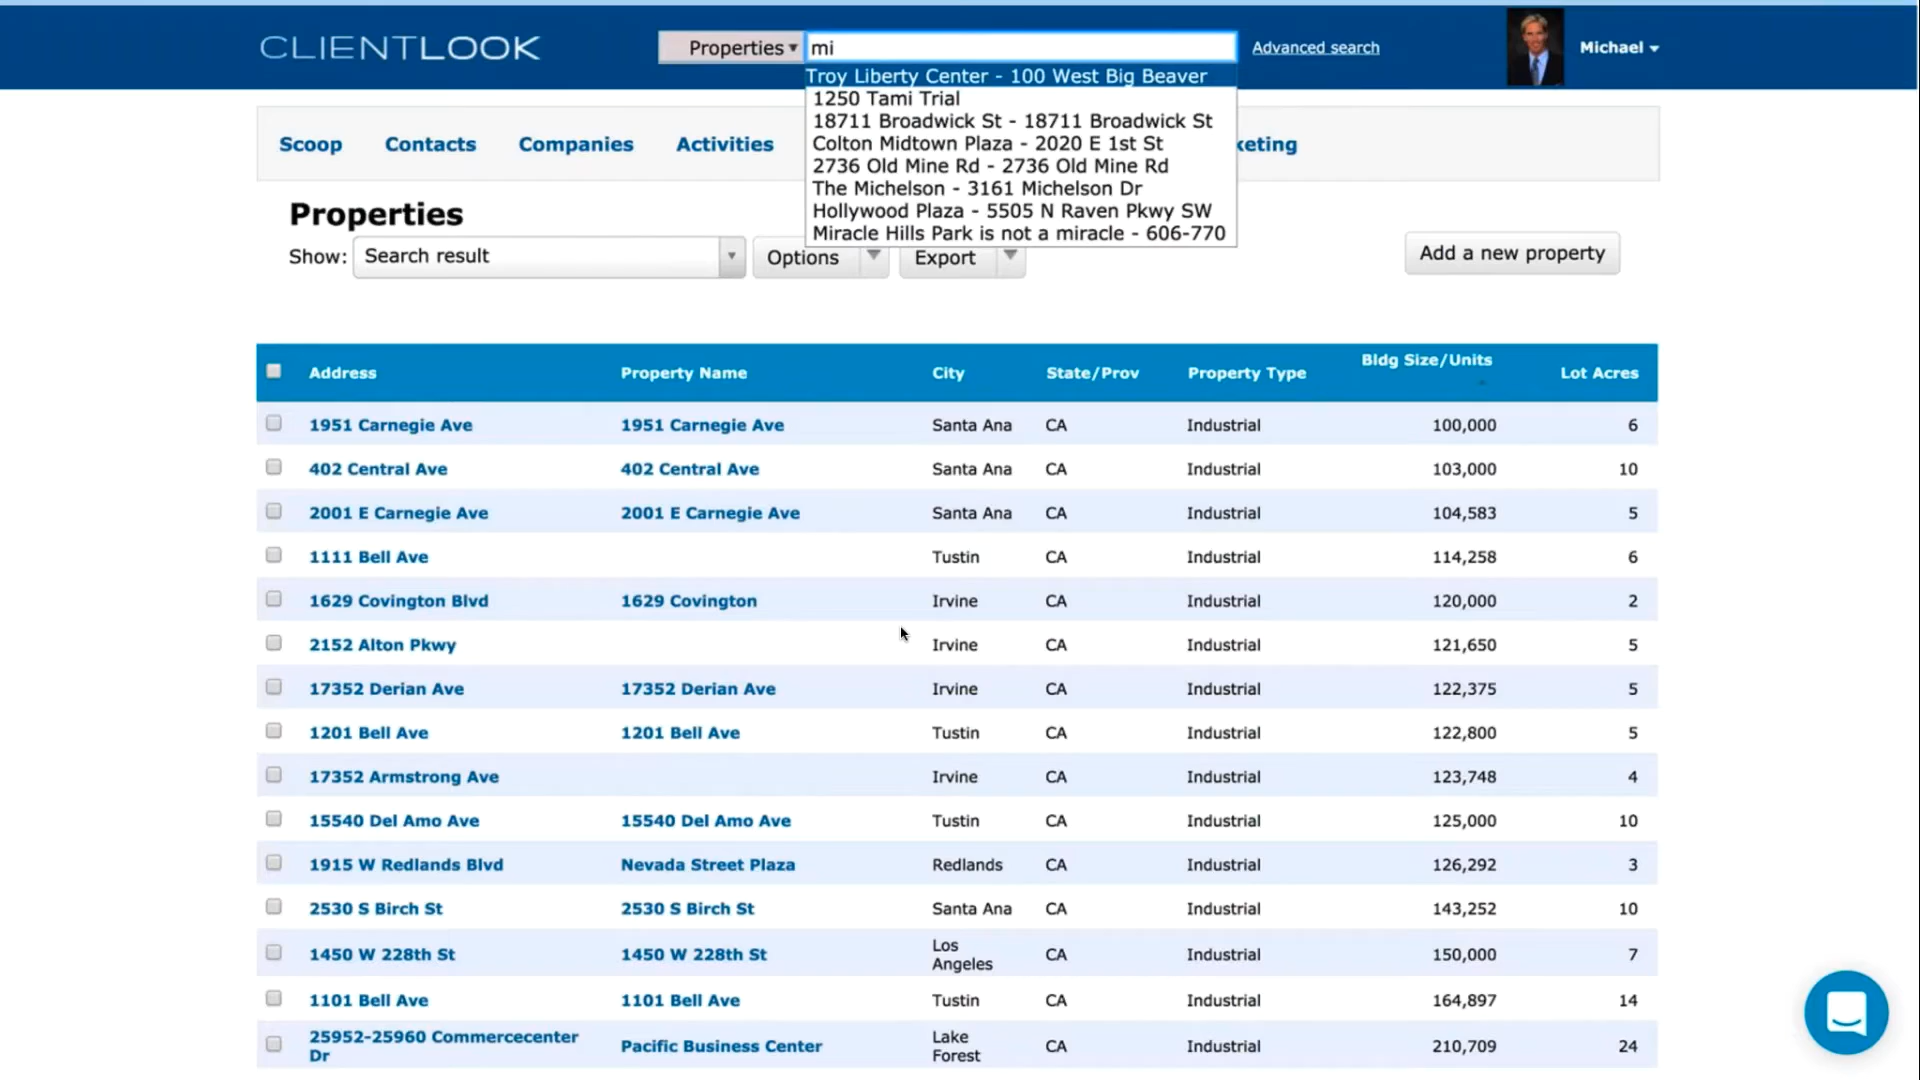 CLIENTLOOK
Properties mi Advanced search Michael
Troy Liberty Center - 100 West Big Beaver
1250 Tami Trial
18711 Broadwick St - 18711 Broadwick St
Colton Midtown Plaza - 2020 E 1st St
2736 Old Mine Rd - 2736 Old Mine Rd
The Michelson - 3161 Michelson Dr
Hollywood Plaza - 5505 N Raven Pkwy SW
Miracle Hills Park is not a miracle - 606-770
Scoop Contacts Companies Activities keting
Properties
Show: Search result Options Export Add a new property
Address Property Name City State/Prov Property Type Bldg Size/Units Lot Acres
1951 Carnegie Ave 1951 Carnegie Ave Santa Ana CA Industrial 100,000 6
402 Central Ave 402 Central Ave Santa Ana CA Industrial 103,000 10
2001 E Carnegie Ave 2001 E Carnegie Ave Santa Ana CA Industrial 104,583 5
1111 Bell Ave Tustin CA Industrial 114,258 6
1629 Covington Blvd 1629 Covington Irvine CA Industrial 120,000 2
2152 Alton Pkwy Irvine CA Industrial 121,650 5
17352 Derian Ave 17352 Derian Ave Irvine CA Industrial 122,375 5
1201 Bell Ave 1201 Bell Ave Tustin CA Industrial 122,800 5
17352 Armstrong Ave Irvine CA Industrial 123,748 4
15540 Del Amo Ave 15540 Del Amo Ave Tustin CA Industrial 125,000 10
1915 W Redlands Blvd Nevada Street Plaza Redlands CA Industrial 126,292 3
2530 S Birch St 2530 S Birch St Santa Ana CA Industrial 143,252 10
1450 W 228th St 1450 W 228th St Los Angeles CA Industrial 150,000 7
1101 Bell Ave 1101 Bell Ave Tustin CA Industrial 164,897 14
25952-25960 Commercecenter Dr Pacific Business Center Lake Forest CA Industrial 210,709 24